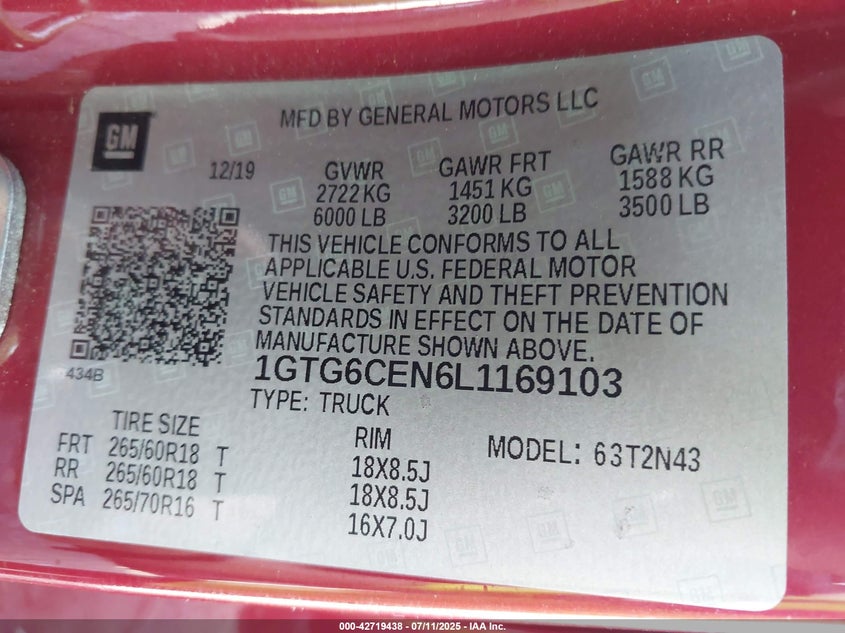 GM
MFD BY GENERAL MOTORS LLC
12/19 GVWR GAWR FRT GAWR RR
2722 KG 1451 KG 1588 KG
6000 LB 3200 LB 3500 LB
THIS VEHICLE CONFORMS TO ALL
APPLICABLE U.S. FEDERAL MOTOR
VEHICLE SAFETY AND THEFT PREVENTION
STANDARDS IN EFFECT ON THE DATE OF
MANUFACTURE SHOWN ABOVE.
434B
1GTG6CEN6L1169103
TYPE: TRUCK
TIRE SIZE RIM MODEL: 63T2N43
FRT 265/60R18 T 18X8.5J
RR 265/60R18 T 18X8.5J
SPA 265/70R16 T 16X7.0J
000-42719438 - 07/11/2025 - IAA Inc.